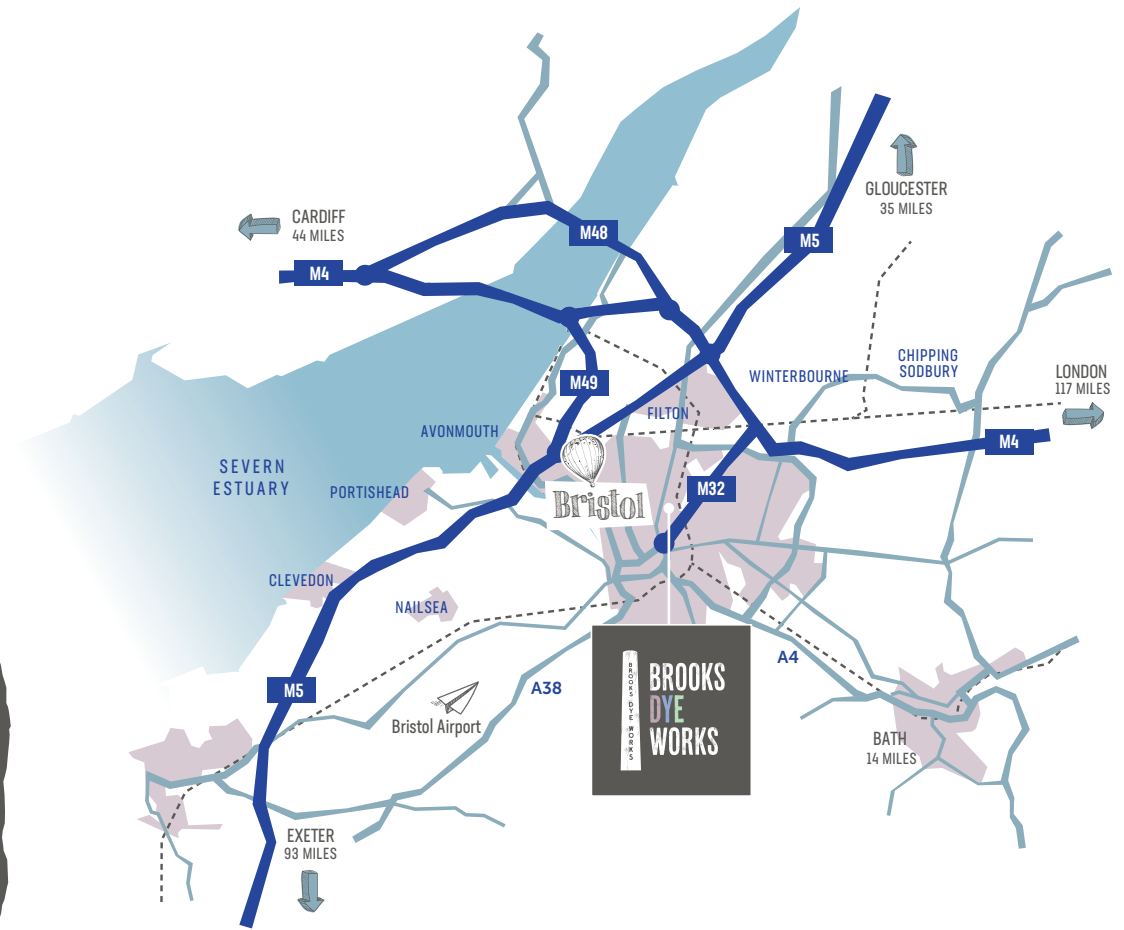 CARDIFF
44 MILES
M4
M48
M5
GLOUCESTER
35 MILES
M49
CHIPPING
SODBURY
WINTERBOURNE
LONDON
117 MILES
FILTON
AVONMOUTH
M4
SEVERN
ESTUARY
PORTISHEAD
Bristol
M32
CLEVEDON
NAILSEA
BROOKS DYE WORKS
BROOKS
DYE
WORKS
A4
A38
M5
Bristol Airport
BATH
14 MILES
EXETER
93 MILES